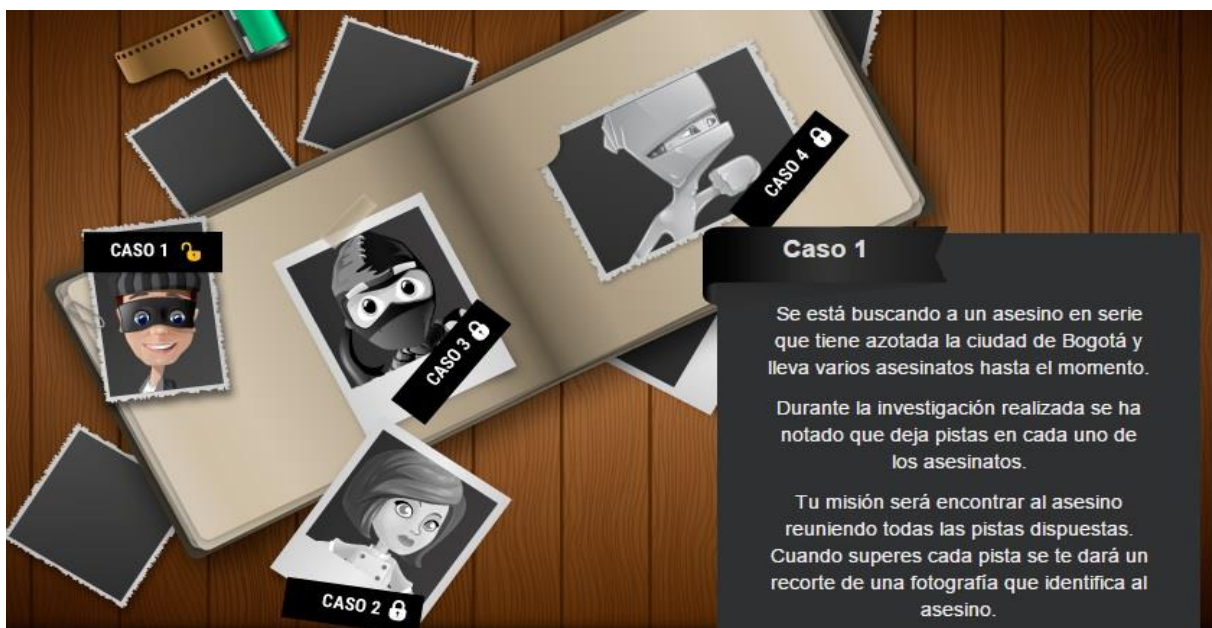 CASO 1
CASO 3
CASO 4
CASO 2
Caso 1
Se está buscando a un asesino en serie
que tiene azotada la ciudad de Bogotá y
lleva varios asesinatos hasta el momento.
Durante la investigación realizada se ha
notado que deja pistas en cada uno de
los asesinatos.
Tu misión será encontrar al asesino
reuniendo todas las pistas dispuestas.
Cuando superes cada pista se te dará un
recorte de una fotografía que identifica al
asesino.